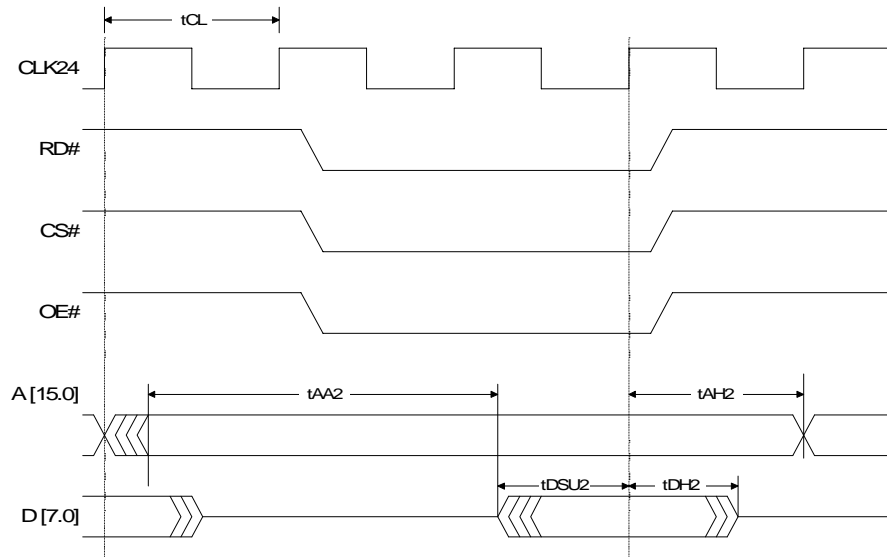 tCL
CLK24
RD#
CS#
OE#
A [15.0]
tAA2
tAH2
tDSU2
tDH2
D [7.0]